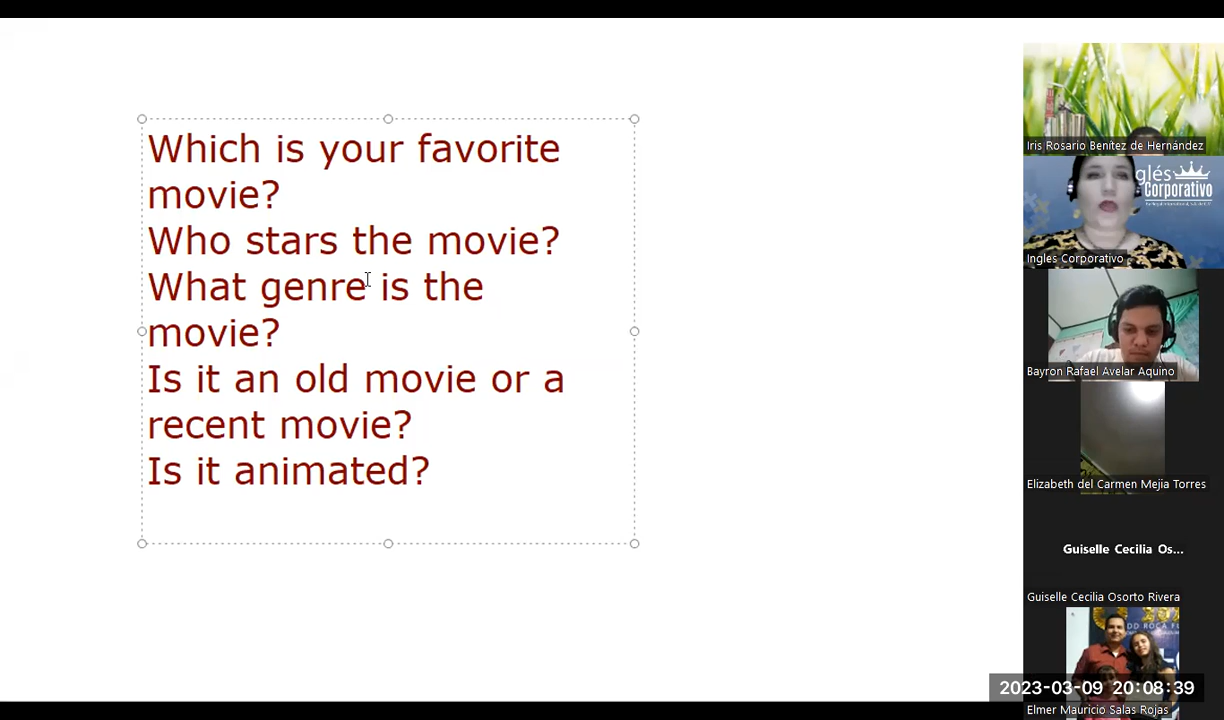 Which is your favorite
movie?
Who stars the movie?
What genre is the
movie?
Is it an old movie or a
recent movie?
Is it animated?
Iris Rosario Benítez de Hernández
glés
Corporativo
Ingles Corporativo
Bayron Rafael Avelar Aquino
Elizabeth del Carmen Mejia Torres
Guiselle Cecilia Os...
Guiselle Cecilia Osorto Rivera
2023-03-09 20:08:39
Elmer Mauricio Salas Rojas